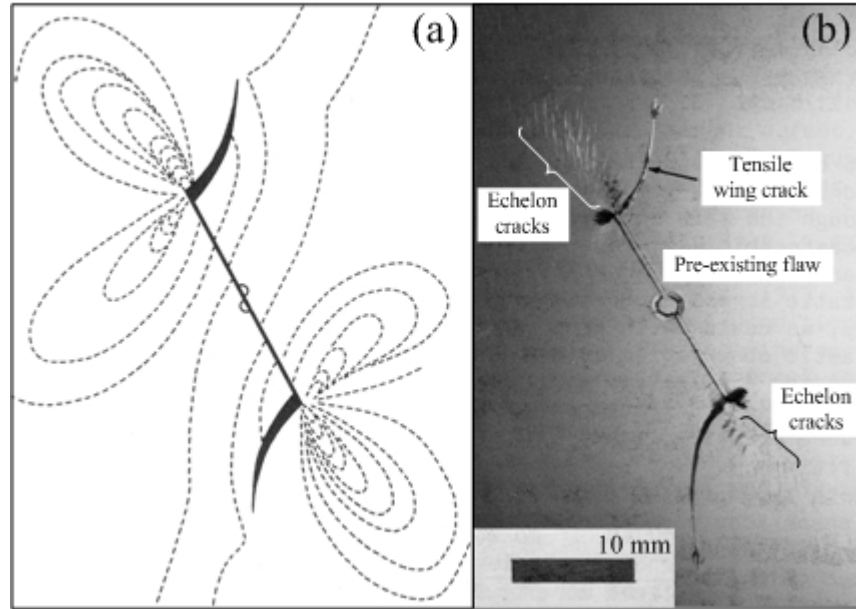 (a)
(b)
Tensile
wing crack
Echelon
cracks
Pre-existing flaw
Echelon
cracks
10 mm